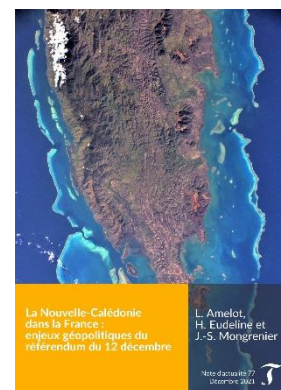 La Nouvelle-Calédonie
dans la France :
enjeux géopolitiques du
référendum du 12 décembre
L. Amelot,
H. Eudeline et
J.-S. Mongrenier
Note d'actualité 77
Décembre 2021